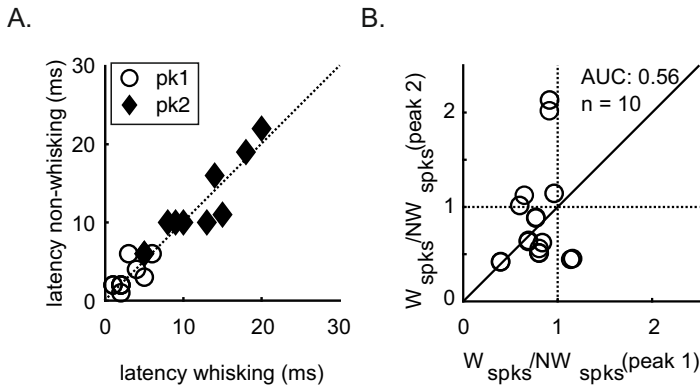 A.
30
20
10
0
0
10
20
30
latency non-whisking (ms)
latency whisking (ms)
pk1
pk2
B.
AUC: 0.56
n = 10
2
1
0
0
1
2
W spks/NW spks(peak 2)
W spks/NW spks(peak 1)